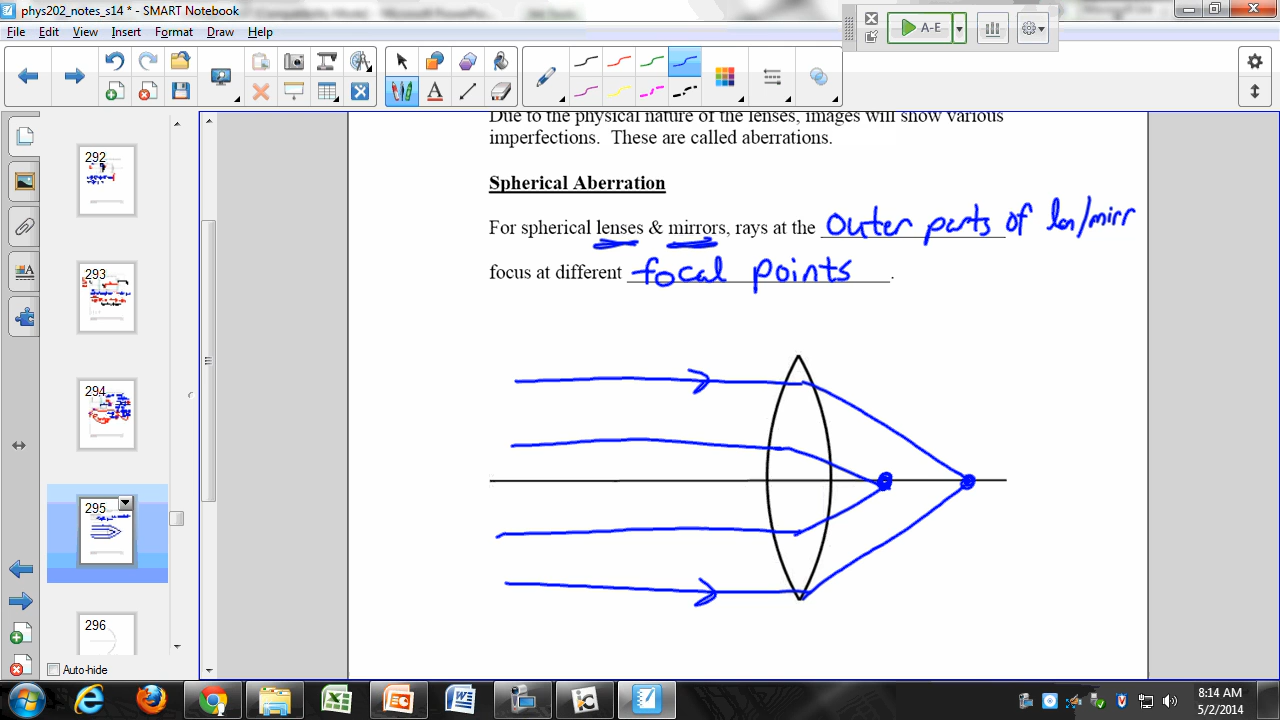 phys202_notes_s14 * - SMART Notebook
A-E
File Edit View Insert Format Draw Help
292
293
294
295
296
Auto-hide
Due to the physical nature of the lenses, images will show various
imperfections. These are called aberrations.
Spherical Aberration
For spherical lenses & mirrors, rays at the outer parts of len/mirr
focus at different focal points.
8:14 AM
5/2/2014